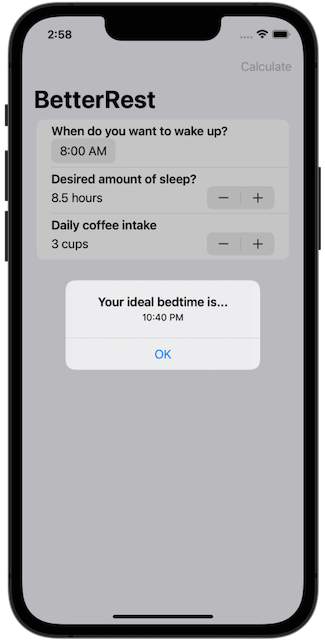 2:58
Calculate
BetterRest
When do you want to wake up?
8:00 AM
Desired amount of sleep?
8.5 hours
Daily coffee intake
3 cups
Your ideal bedtime is...
10:40 PM
OK